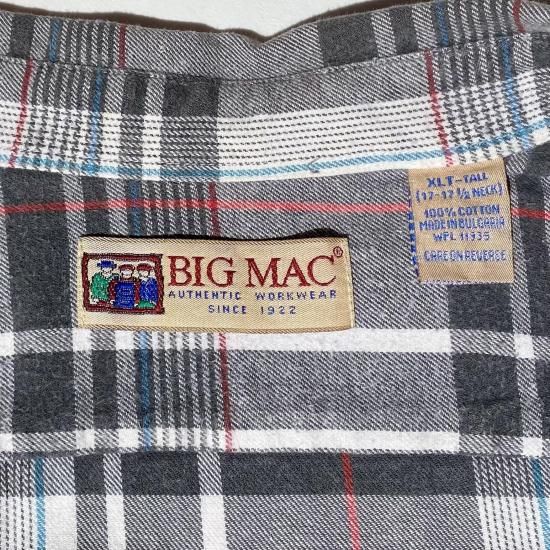 BIG MAC®
AUTHENTIC WORKWEAR
SINCE 1922
XLT-TALL
(17-17 1/2 NECK)
100% COTTON
MADE IN BULGARIA
WPL 11935
CARE ON REVERSE